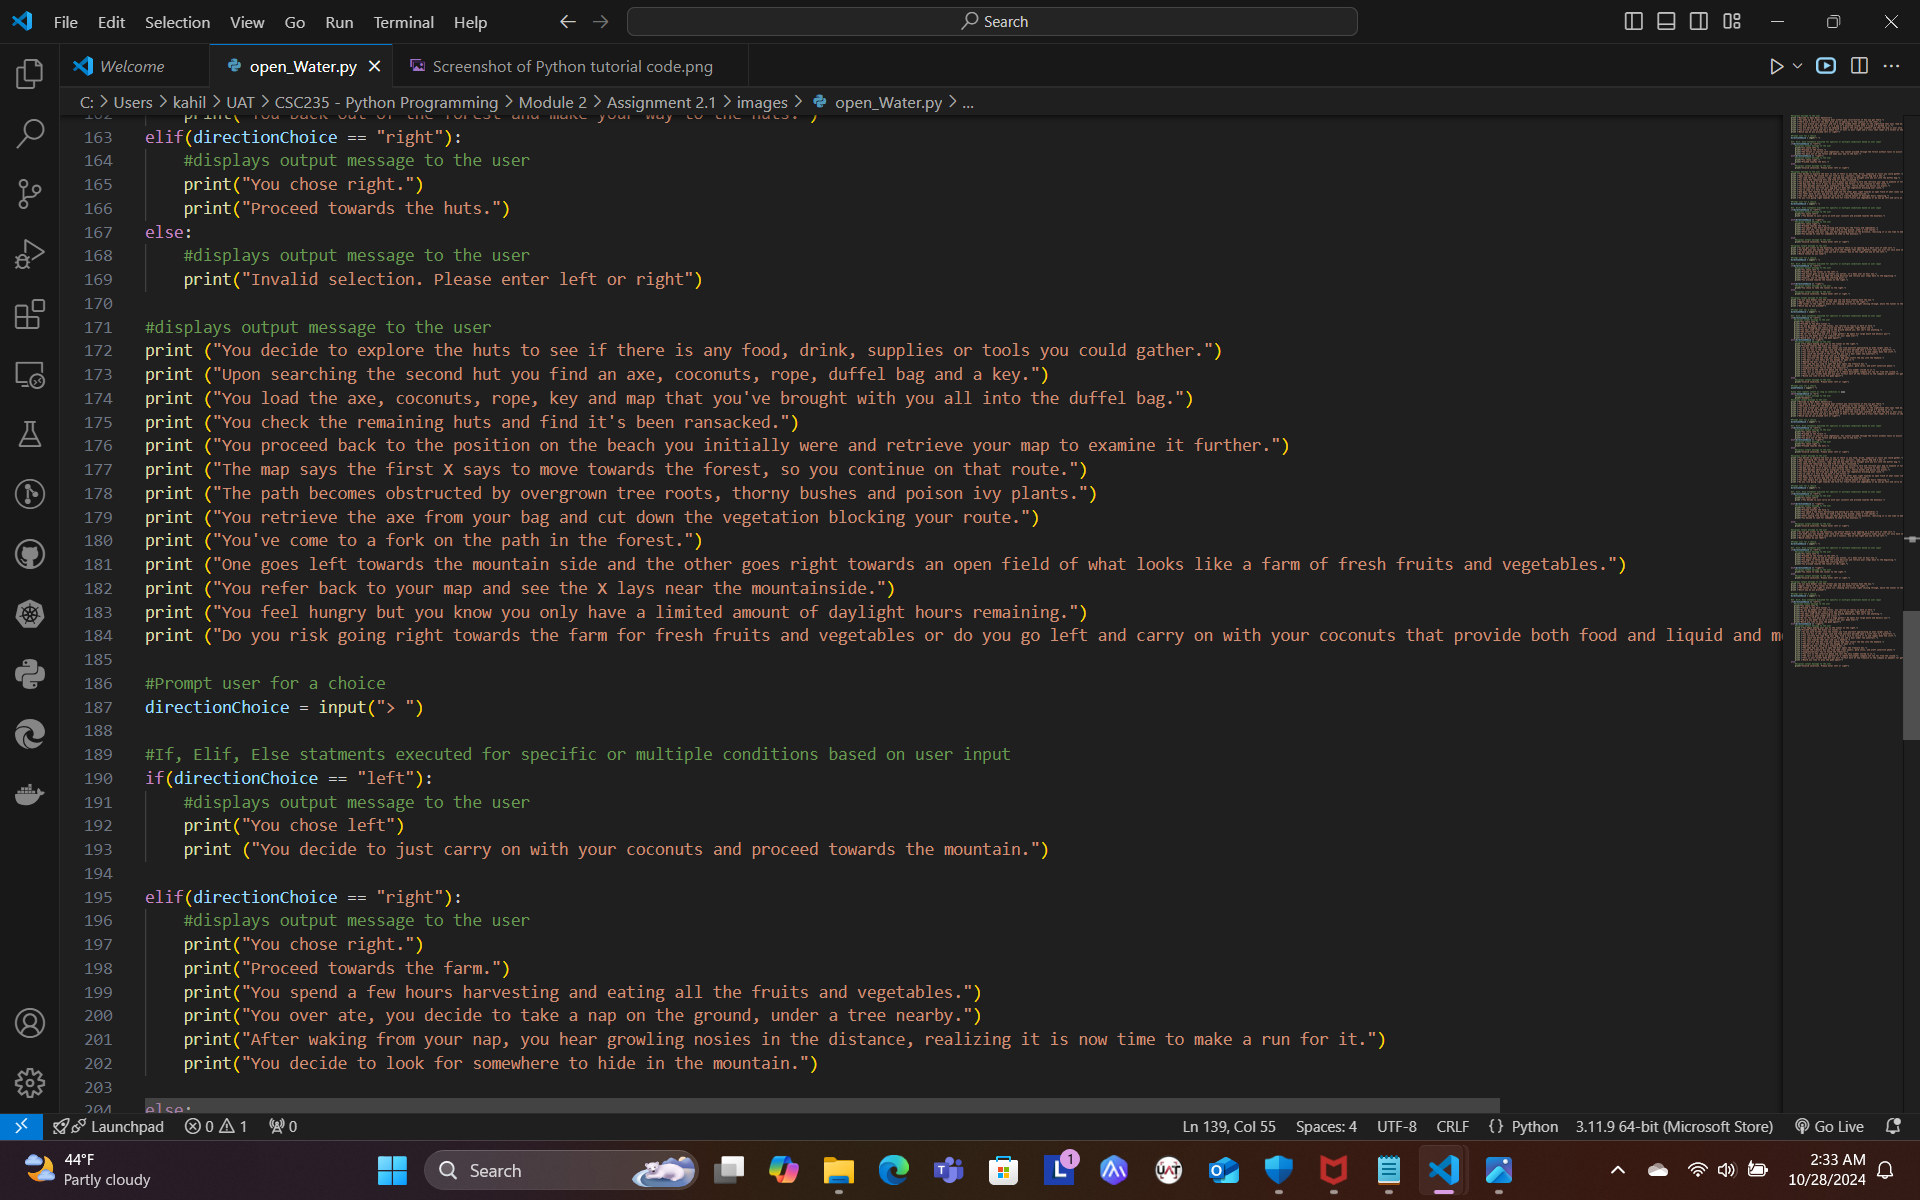 File Edit Selection View Go Run Terminal Help Search
Welcome open_Water.py Screenshot of Python tutorial code.png
C: > Users > kahil > UAT > CSC235 - Python Programming > Module 2 > Assignment 2.1 > images > open_Water.py > ...
162 print("You back out of the forest and make your way to the huts.")
163 elif(directionChoice == "right"):
164 #displays output message to the user
165 print("You chose right.")
166 print("Proceed towards the huts.")
167 else:
168 #displays output message to the user
169 print("Invalid selection. Please enter left or right")
170
171 #displays output message to the user
172 print ("You decide to explore the huts to see if there is any food, drink, supplies or tools you could gather.")
173 print ("Upon searching the second hut you find an axe, coconuts, rope, duffel bag and a key.")
174 print ("You load the axe, coconuts, rope, key and map that you've brought with you all into the duffel bag.")
175 print ("You check the remaining huts and find it's been ransacked.")
176 print ("You proceed back to the position on the beach you initially were and retrieve your map to examine it further.")
177 print ("The map says the first X says to move towards the forest, so you continue on that route.")
178 print ("The path becomes obstructed by overgrown tree roots, thorny bushes and poison ivy plants.")
179 print ("You retrieve the axe from your bag and cut down the vegetation blocking your route.")
180 print ("You've come to a fork on the path in the forest.")
181 print ("One goes left towards the mountain side and the other goes right towards an open field of what looks like a farm of fresh fruits and vegetables.")
182 print ("You refer back to your map and see the X lays near the mountainside.")
183 print ("You feel hungry but you know you only have a limited amount of daylight hours remaining.")
184 print ("Do you risk going right towards the farm for fresh fruits and vegetables or do you go left and carry on with your coconuts that provide both food and liquid and m
185
186 #Prompt user for a choice
187 directionChoice = input("> ")
188
189 #If, Elif, Else statments executed for specific or multiple conditions based on user input
190 if(directionChoice == "left"):
191 #displays output message to the user
192 print("You chose left")
193 print ("You decide to just carry on with your coconuts and proceed towards the mountain.")
194
195 elif(directionChoice == "right"):
196 #displays output message to the user
197 print("You chose right.")
198 print("Proceed towards the farm.")
199 print("You spend a few hours harvesting and eating all the fruits and vegetables.")
200 print("You over ate, you decide to take a nap on the ground, under a tree nearby.")
201 print("After waking from your nap, you hear growling nosies in the distance, realizing it is now time to make a run for it.")
202 print("You decide to look for somewhere to hide in the mountain.")
203
204 else:
Launchpad 0 1 0 Ln 139, Col 55 Spaces: 4 UTF-8 CRLF {} Python 3.11.9 64-bit (Microsoft Store) Go Live
44°F
Partly cloudy
Search
1
UAT
2:33 AM
10/28/2024